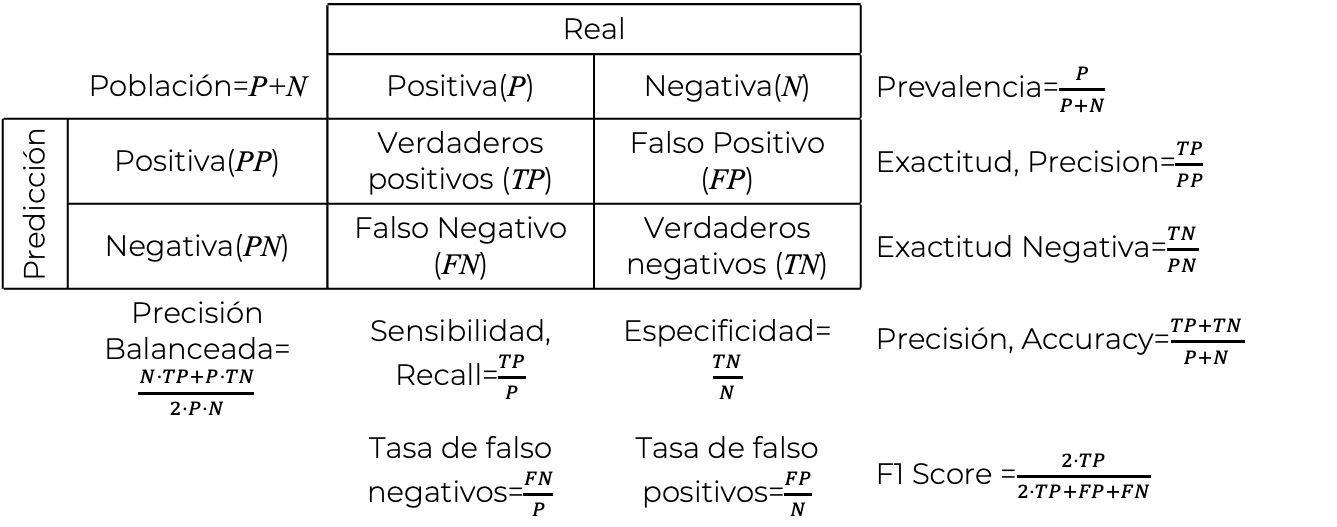 Real
Población=P+N
Positiva(P)
Negativa(N)
Prevalencia=P/(P+N)
Predicción
Positiva(PP)
Verdaderos
positivos (TP)
Falso Positivo
(FP)
Exactitud, Precision=TP/PP
Negativa(PN)
Falso Negativo
(FN)
Verdaderos
negativos (TN)
Exactitud Negativa=TN/PN
Precisión
Balanceada=
(N·TP+P·TN)/(2·P·N)
Sensibilidad,
Recall=TP/P
Especificidad=
TN/N
Precisión, Accuracy=(TP+TN)/(P+N)
Tasa de falso
negativos=FN/P
Tasa de falso
positivos=FP/N
F1 Score =(2·TP)/(2·TP+FP+FN)